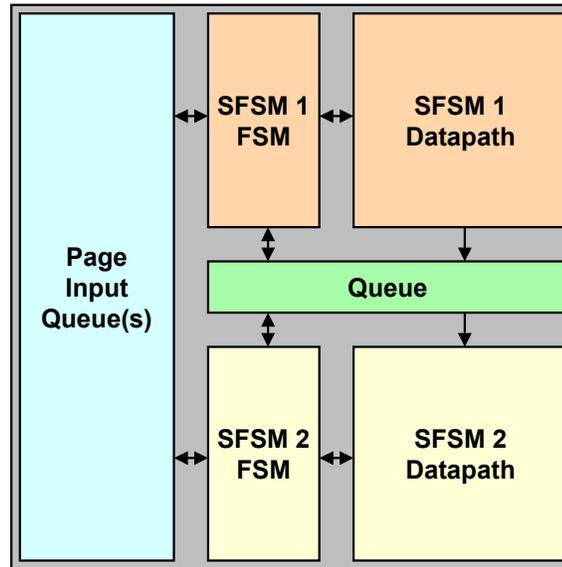 SFSM 1
FSM
SFSM 1
Datapath
Page
Input
Queue(s)
Queue
SFSM 2
FSM
SFSM 2
Datapath